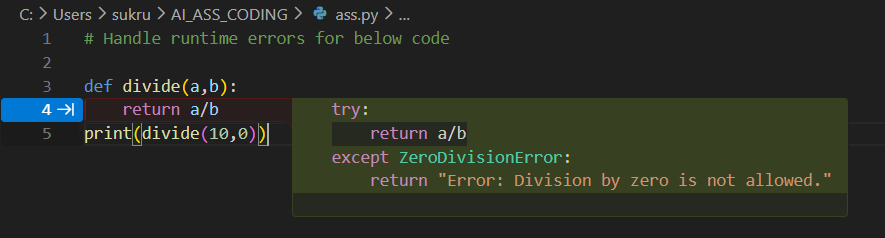 C: > Users > sukru > AI_ASS_CODING > ass.py > ...
1 # Handle runtime errors for below code
2
3 def divide(a,b):
4 return a/b
5 print(divide(10,0))
try:
return a/b
except ZeroDivisionError:
return "Error: Division by zero is not allowed."